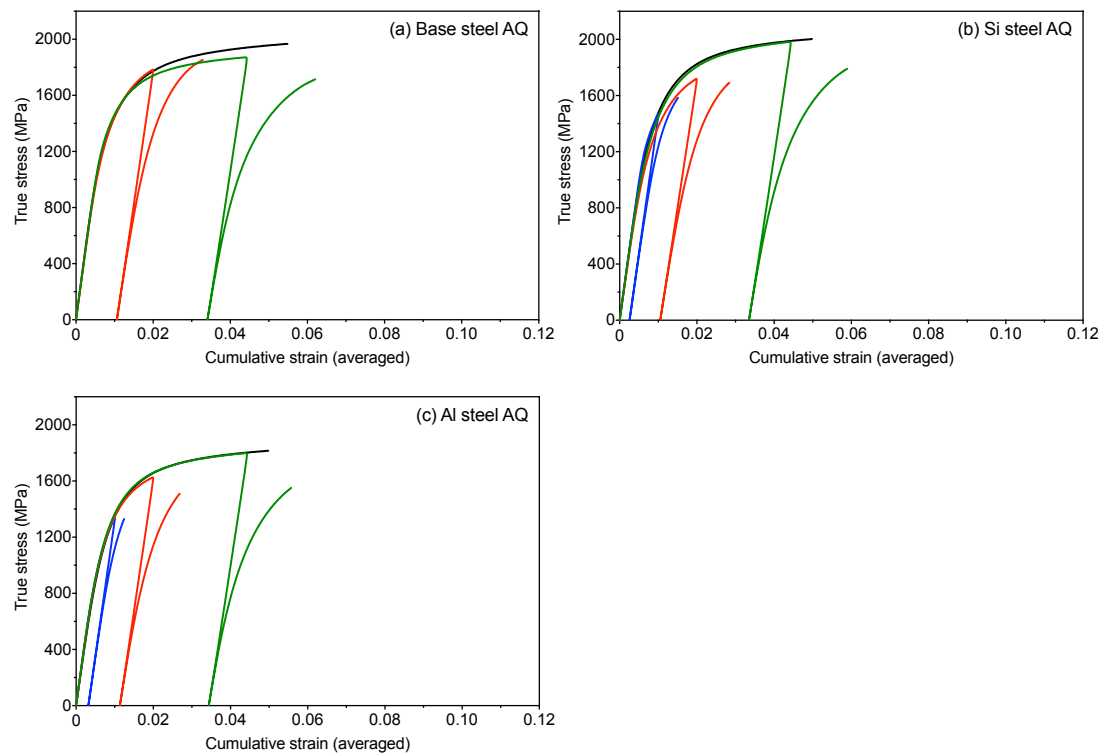 (a) Base steel AQ
2000
1600
1200
800
400
0
True stress (MPa)
0 0.02 0.04 0.06 0.08 0.10 0.12
Cumulative strain (averaged)
(b) Si steel AQ
2000
1600
1200
800
400
0
True stress (MPa)
0 0.02 0.04 0.06 0.08 0.10 0.12
Cumulative strain (averaged)
(c) Al steel AQ
2000
1600
1200
800
400
0
True stress (MPa)
0 0.02 0.04 0.06 0.08 0.10 0.12
Cumulative strain (averaged)